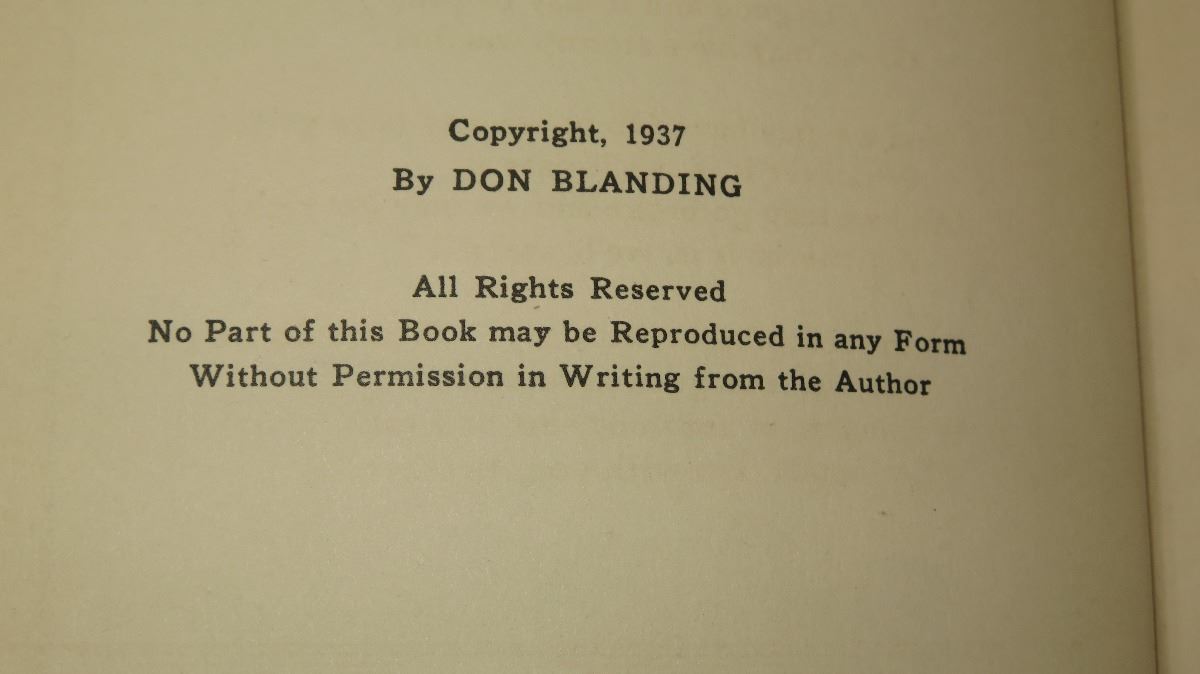 Copyright, 1937
By DON BLANDING
All Rights Reserved
No Part of this Book may be Reproduced in any Form
Without Permission in Writing from the Author